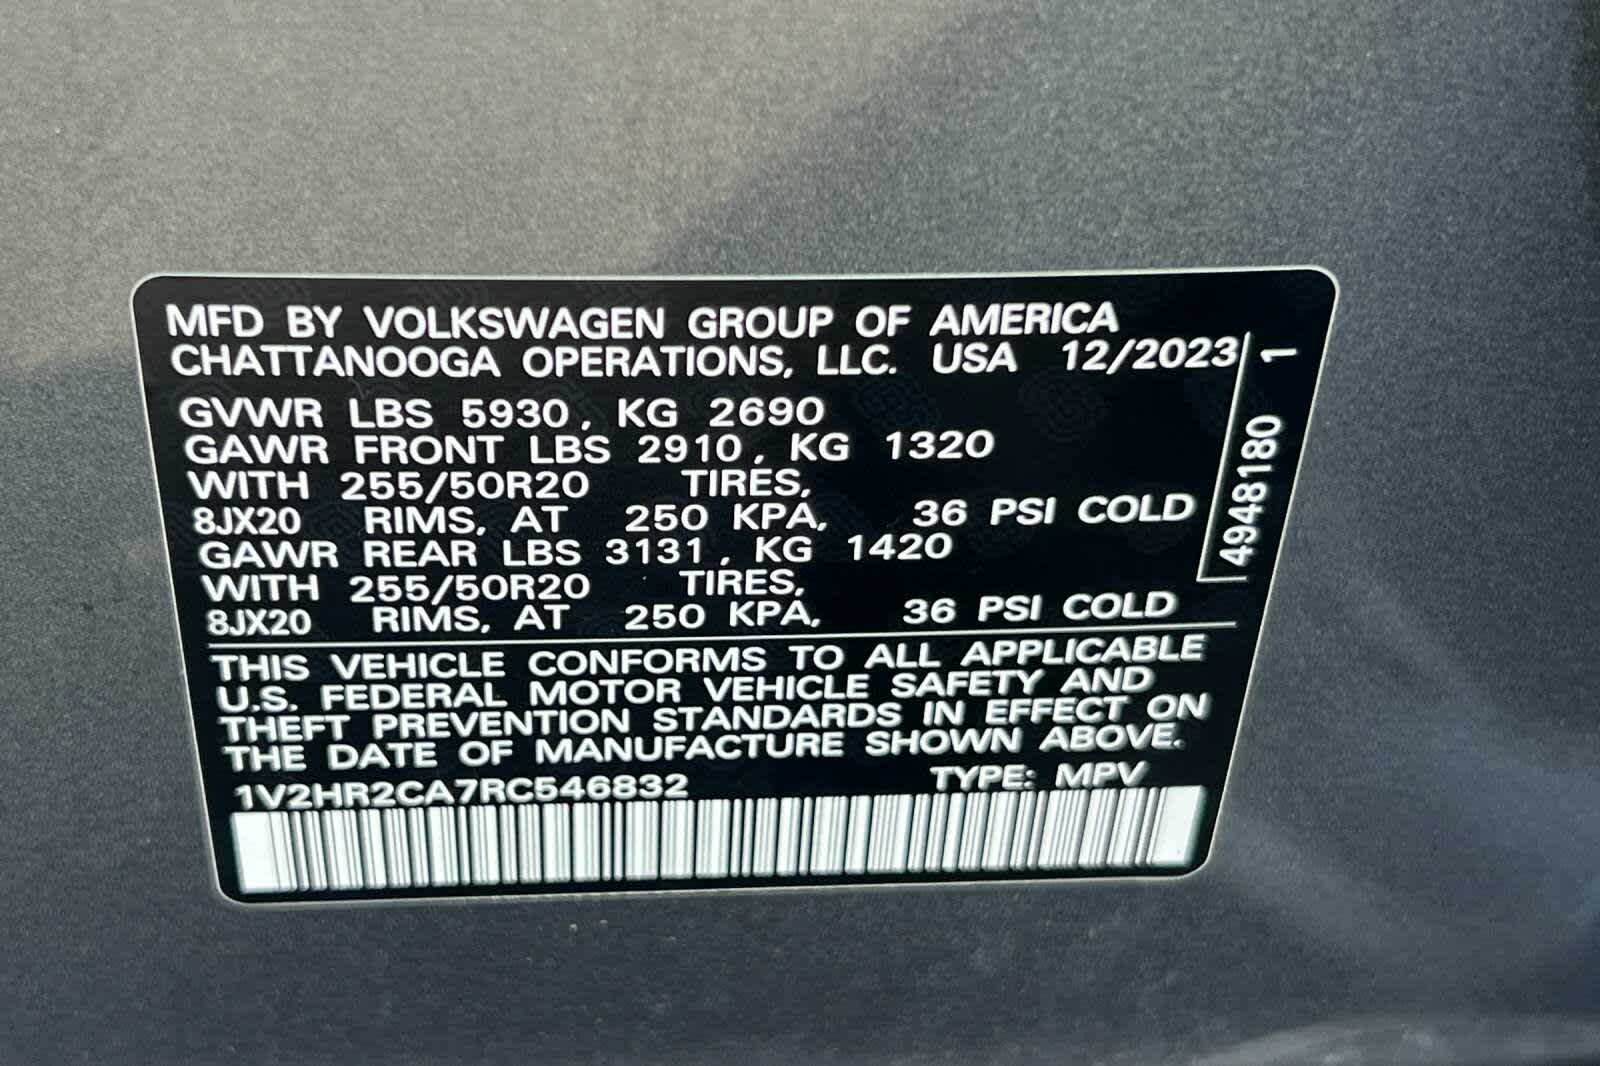 MFD BY VOLKSWAGEN GROUP OF AMERICA
CHATTANOOGA OPERATIONS, LLC. USA 12/2023
GVWR LBS 5930, KG 2690
GAWR FRONT LBS 2910, KG 1320
WITH 255/50R20 TIRES,
8JX20 RIMS, AT 250 KPA, 36 PSI COLD
GAWR REAR LBS 3131, KG 1420
WITH 255/50R20 TIRES,
8JX20 RIMS, AT 250 KPA, 36 PSI COLD
THIS VEHICLE CONFORMS TO ALL APPLICABLE
U.S. FEDERAL MOTOR VEHICLE SAFETY AND
THEFT PREVENTION STANDARDS IN EFFECT ON
THE DATE OF MANUFACTURE SHOWN ABOVE.
1V2HR2CA7RC546832 TYPE: MPV
4948180 1